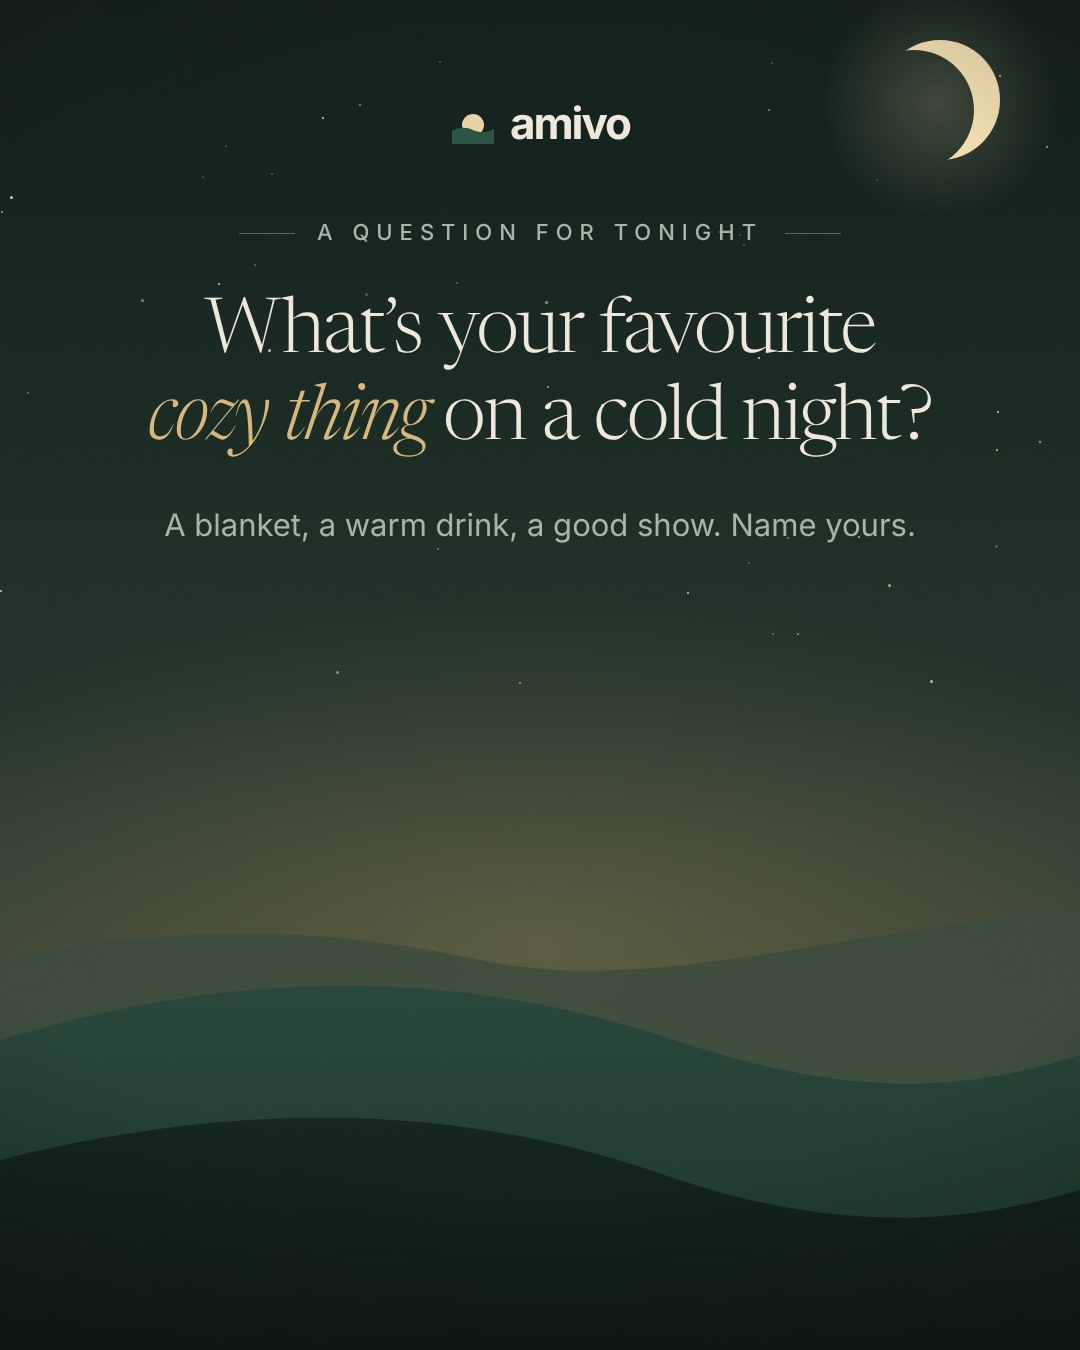 amivo
A QUESTION FOR TONIGHT
What’s your favourite
cozy thing on a cold night?
A blanket, a warm drink, a good show. Name yours.